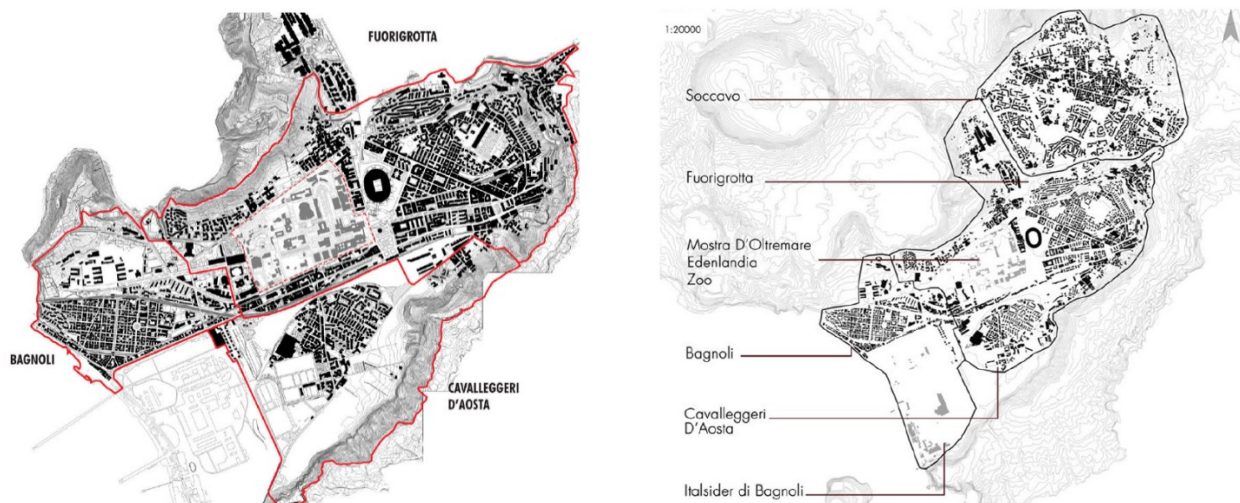 FUORIGROTTA
BAGNOLI
CAVALLEGGERI
D'AOSTA
1:20000
Soccavo
Fuorigrotta
Mostra D'Oltremare
Edenlandia
Zoo
Bagnoli
Cavalleggeri
D'Aosta
Italsider di Bagnoli